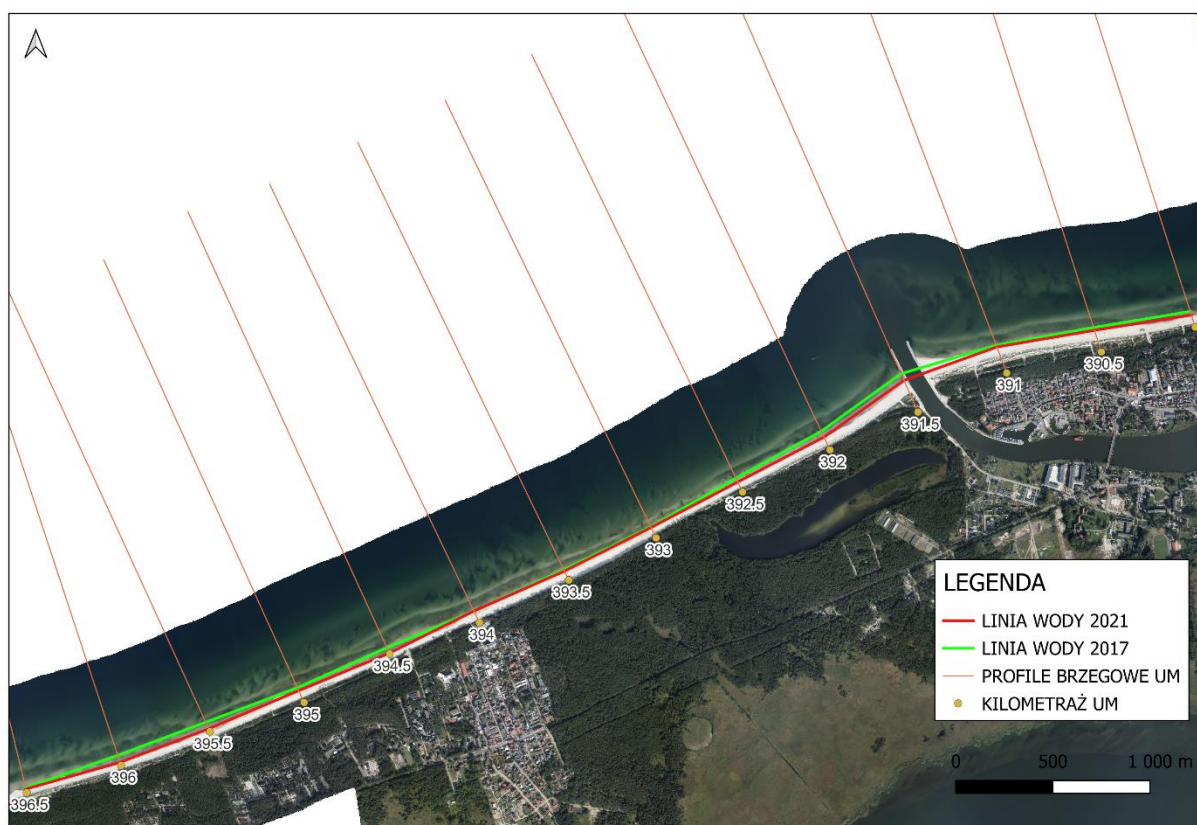 390.5
391
391.5
392
392.5
393
393.5
394
394.5
395
395.5
396
396.5
LEGENDA
LINIA WODY 2021
LINIA WODY 2017
PROFILE BRZEGOWE UM
KILOMETRAŻ UM
0 500 1 000 m